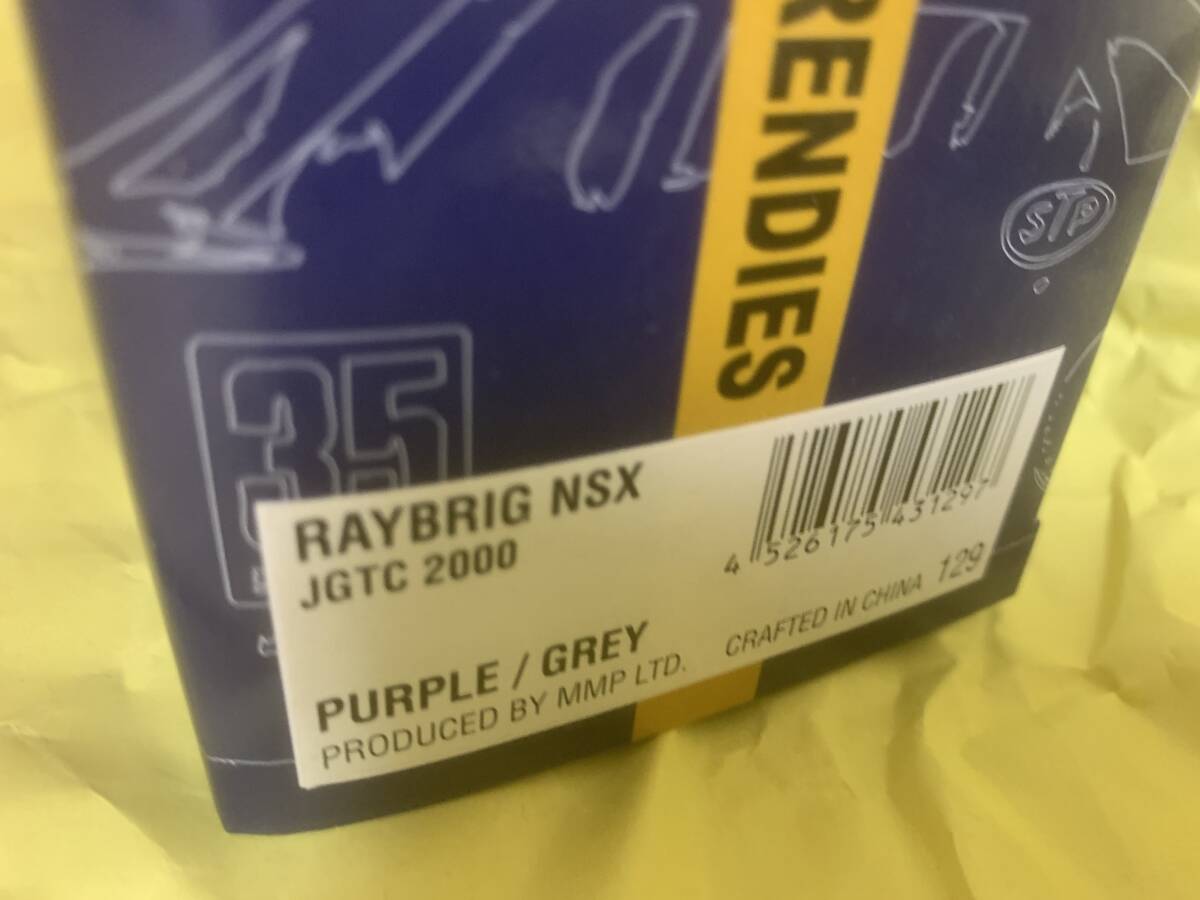 RENDIES
STP
35
RAYBRIG NSX
JGTC 2000
4 526175 431297
PURPLE / GREY
PRODUCED BY MMP LTD.
CRAFTED IN CHINA 129